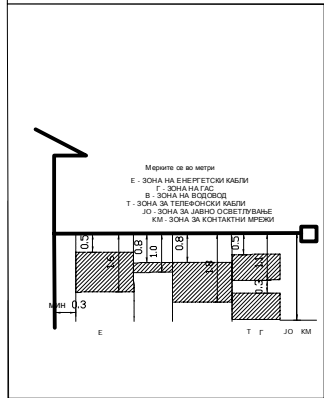 Мерките се во метри
Е - ЗОНА НА ЕНЕРГЕТСКИ КАБЛИ
Г - ЗОНА НА ГАС
В - ЗОНА НА ВОДОВОД
Т - ЗОНА ЗА ТЕЛЕФОНСКИ КАБЛИ
ЈО - ЗОНА ЗА ЈАВНО ОСВЕТЛУВАЊЕ
КМ - ЗОНА ЗА КОНТАКТНИ МРЕЖИ
0.5 1.6 0.8 1.0 0.8 1.8 0.5 1.1 0.3
мин 0.3
Е Т Г ЈО КМ